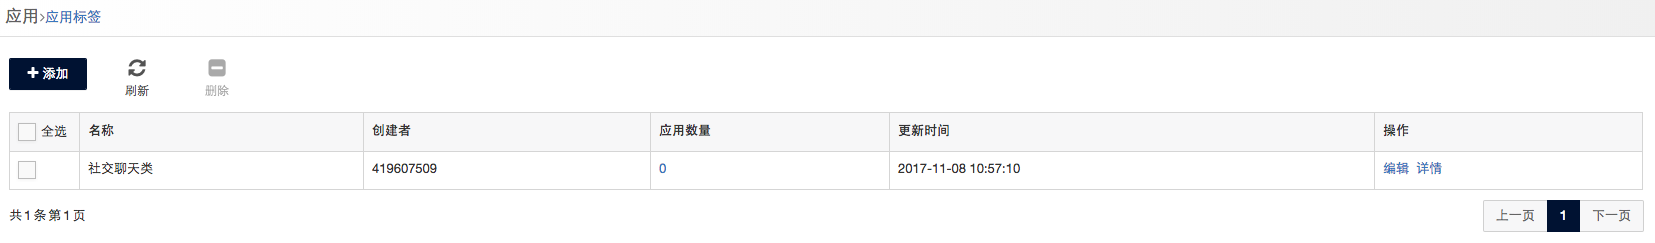 应用>应用标签
添加 刷新 删除
全选 名称 创建者 应用数量 更新时间 操作
社交聊天类 419607509 0 2017-11-08 10:57:10 编辑 详情
共1条第1页 上一页 1 下一页